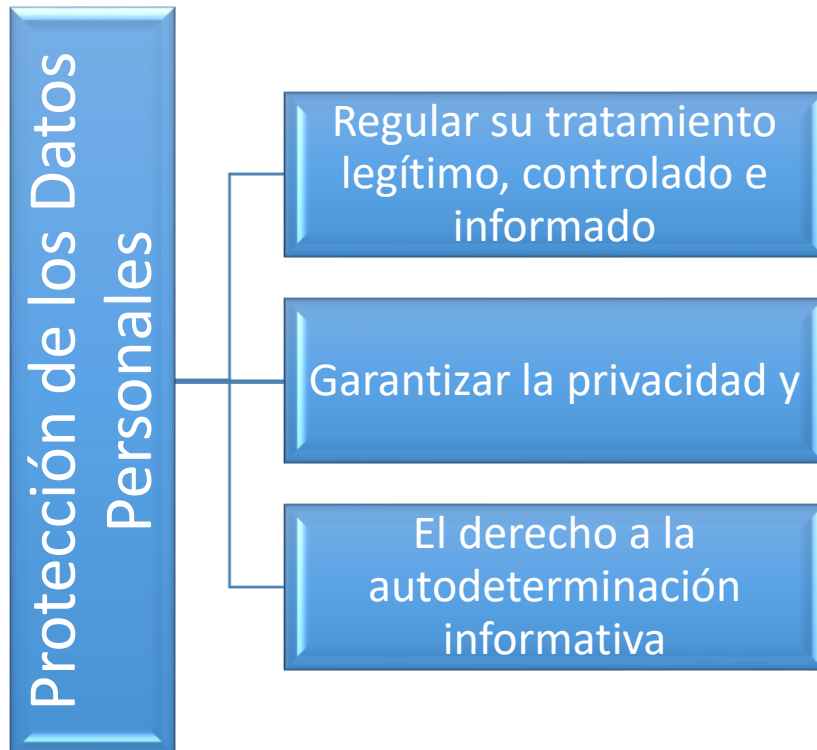 Protección de los Datos
Personales
Regular su tratamiento
legítimo, controlado e
informado
Garantizar la privacidad y
El derecho a la
autodeterminación
informativa